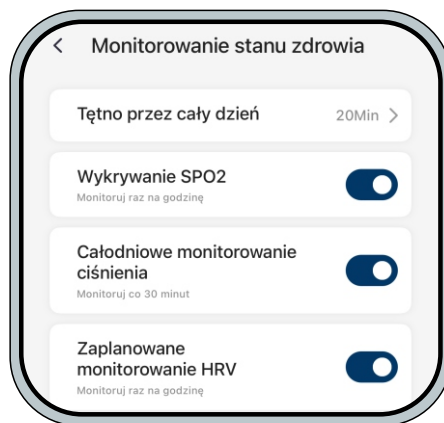 Monitorowanie stanu zdrowia
Tętno przez cały dzień 20Min
Wykrywanie SPO2
Monitoruj raz na godzinę
Całodniowe monitorowanie
ciśnienia
Monitoruj co 30 minut
Zaplanowane
monitorowanie HRV
Monitoruj raz na godzinę